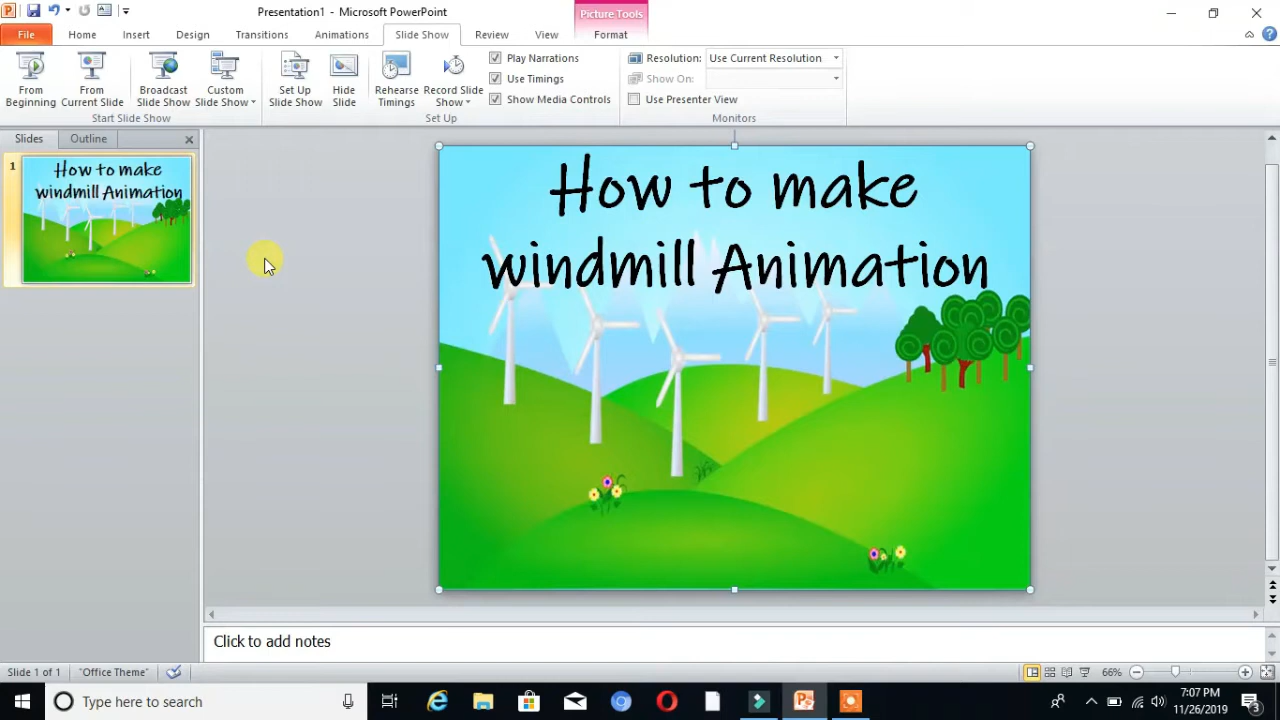 Presentation1 - Microsoft PowerPoint
Picture Tools
File Home Insert Design Transitions Animations Slide Show Review View Format
From Beginning
From Current Slide
Broadcast Slide Show
Custom Slide Show
Start Slide Show
Set Up Slide Show
Hide Slide
Rehearse Timings
Record Slide Show
Play Narrations
Use Timings
Show Media Controls
Set Up
Resolution: Use Current Resolution
Show On:
Use Presenter View
Monitors
Slides Outline
1
How to make
windmill Animation
How to make
windmill Animation
Click to add notes
Slide 1 of 1 "Office Theme" 66%
Type here to search
7:07 PM
11/26/2019
3